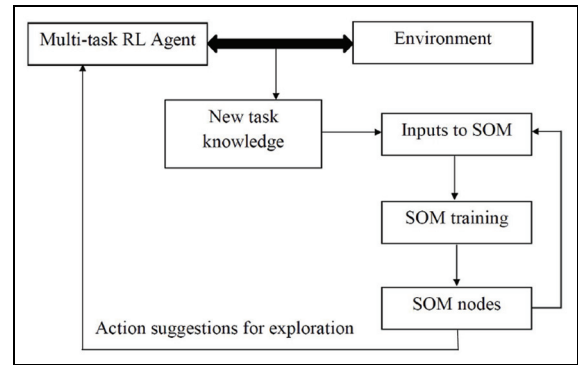 Multi-task RL Agent
Environment
New task
knowledge
Inputs to SOM
SOM training
SOM nodes
Action suggestions for exploration